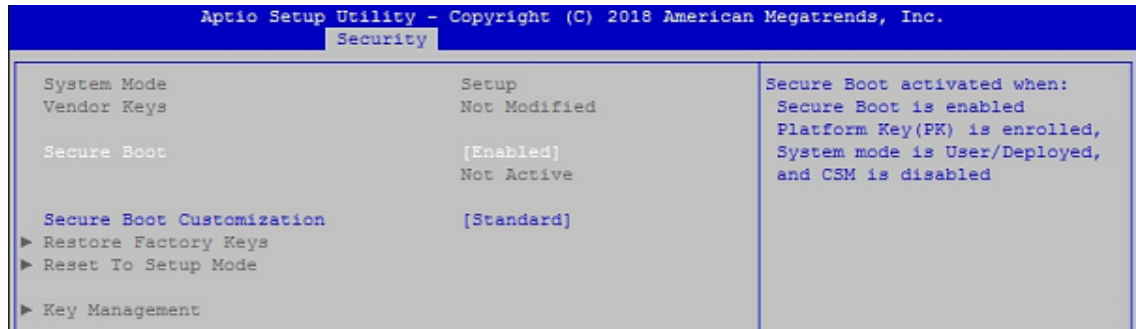 Aptio Setup Utility – Copyright (C) 2018 American Megatrends, Inc.
Security
System Mode Setup
Vendor Keys Not Modified
Secure Boot [Enabled]
Not Active
Secure Boot Customization [Standard]
► Restore Factory Keys
► Reset To Setup Mode
► Key Management
Secure Boot activated when:
Secure Boot is enabled
Platform Key(PK) is enrolled,
System mode is User/Deployed,
and CSM is disabled